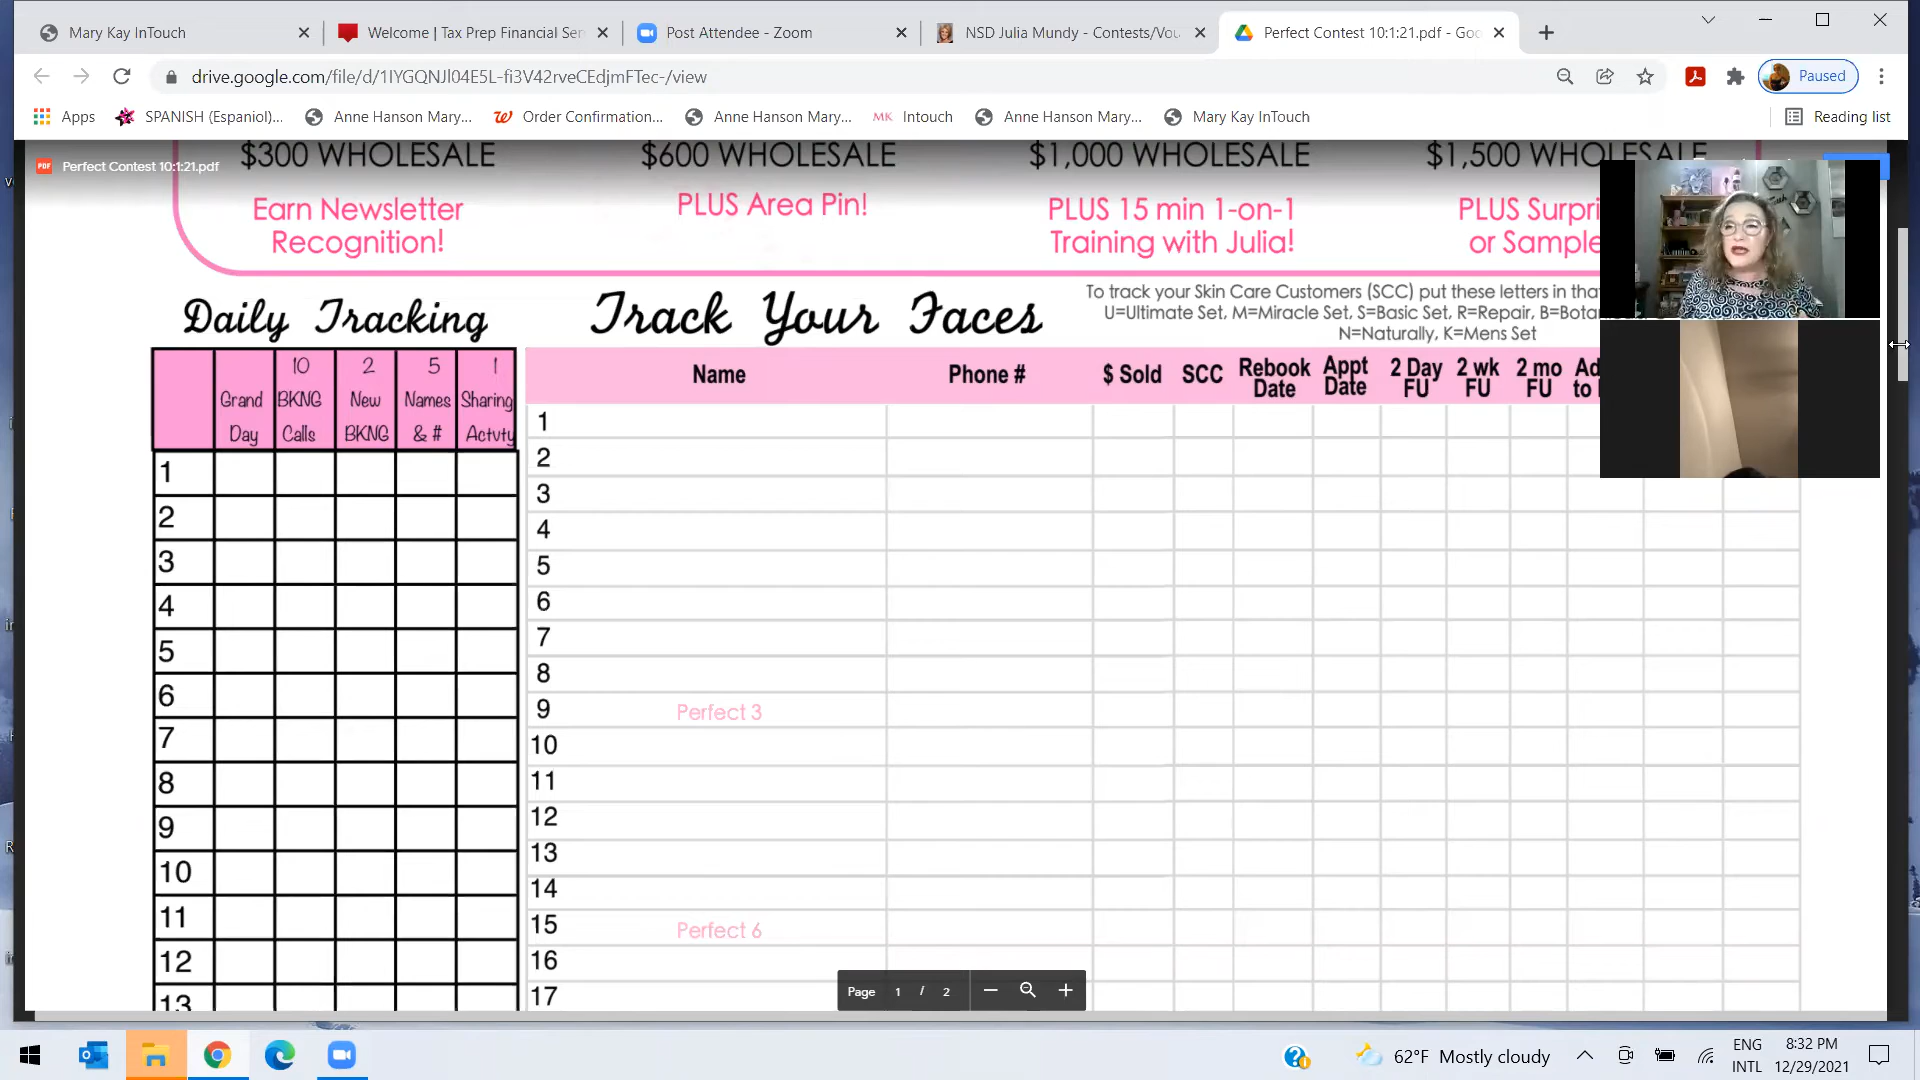 Mary Kay InTouch
Welcome | Tax Prep Financial Ser
Post Attendee - Zoom
NSD Julia Mundy - Contests/Vou
Perfect Contest 10:1:21.pdf - Goo
drive.google.com/file/d/1IYGQNJl04E5L-fi3V42rveCEdjmFTec-/view
Paused
Apps
SPANISH (Espaniol)...
Anne Hanson Mary...
Order Confirmation...
Anne Hanson Mary...
MK Intouch
Anne Hanson Mary...
Mary Kay InTouch
Reading list
PDF Perfect Contest 10:1:21.pdf
$300 WHOLESALE
$600 WHOLESALE
$1,000 WHOLESALE
$1,500 WHOLESALE
Earn Newsletter
Recognition!
PLUS Area Pin!
PLUS 15 min 1-on-1
Training with Julia!
PLUS Surpri
or Sample
Daily Tracking
Track Your Faces
To track your Skin Care Customers (SCC) put these letters in that
U=Ultimate Set, M=Miracle Set, S=Basic Set, R=Repair, B=Botan
N=Naturally, K=Mens Set
Grand
Day
10
BKNG
Calls
2
New
BKNG
5
Names
& #
1
Sharing
Actvty
Name
Phone #
$ Sold
SCC
Rebook
Date
Appt
Date
2 Day
FU
2 wk
FU
2 mo
FU
Ad
to
1
2
3
4
5
6
7
8
9
10
11
12
13
1
2
3
4
5
6
7
8
9 Perfect 3
10
11
12
13
14
15 Perfect 6
16
17
Page 1 / 2
62°F Mostly cloudy
ENG
INTL
8:32 PM
12/29/2021